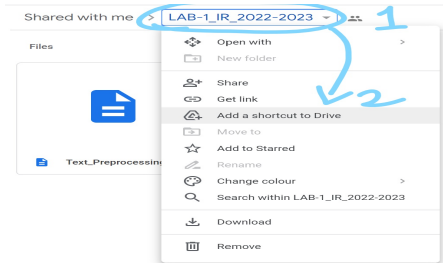 Shared with me > LAB-1_IR_2022-2023 1
Files
Open with >
New folder
Share
Get link 2
Add a shortcut to Drive
Move to
Add to Starred
Text_Preprocessing
Rename
Change colour >
Search within LAB-1_IR_2022-2023
Download
Remove